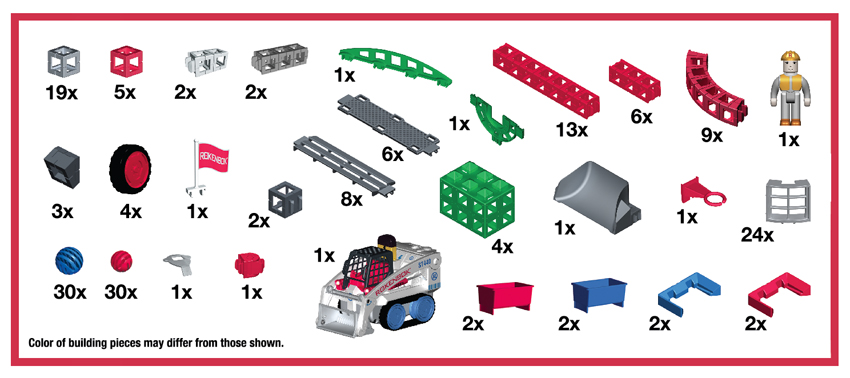 19x
5x
2x
2x
1x
13x
6x
9x
1x
1x
6x
3x
4x
ROKENBOK
1x
2x
8x
4x
1x
1x
24x
30x
30x
1x
1x
1x
ROKENBOK
2x
2x
2x
2x
Color of building pieces may differ from those shown.